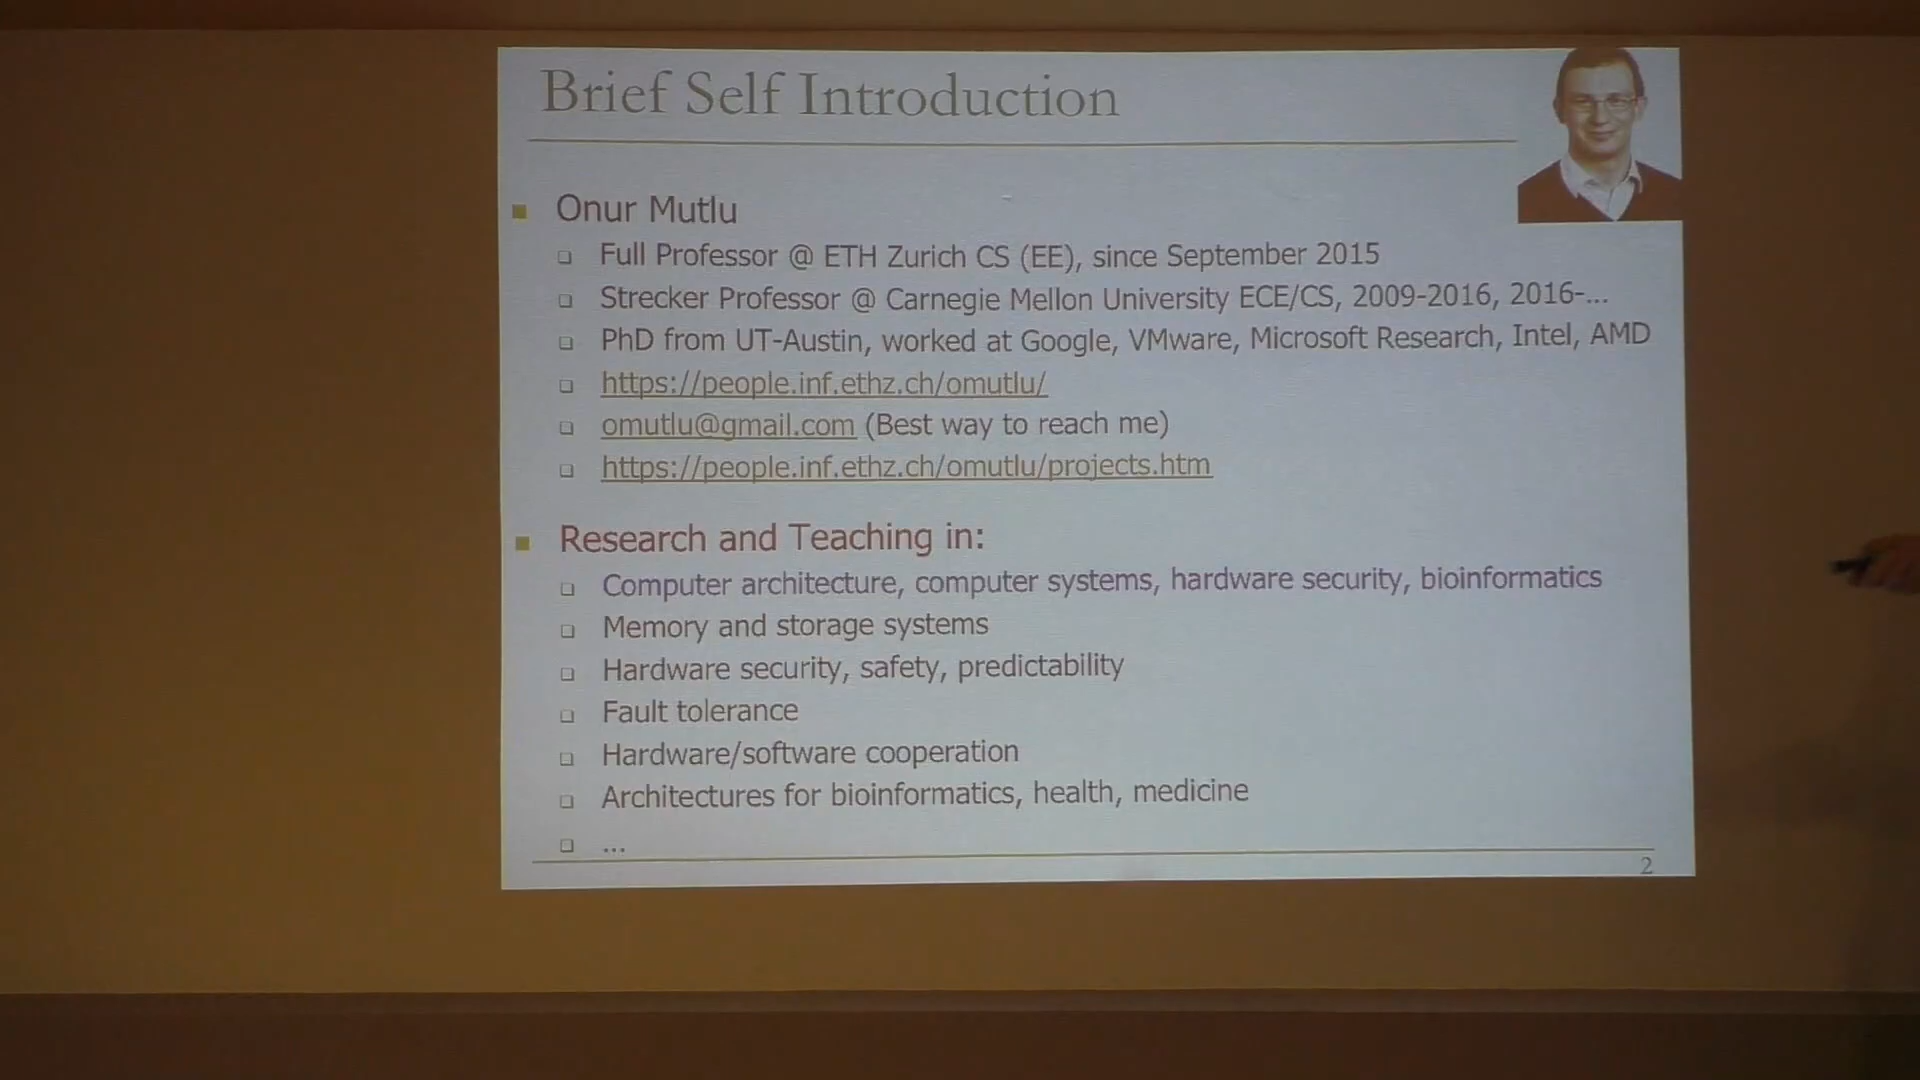 Brief Self Introduction
Onur Mutlu
Full Professor @ ETH Zurich CS (EE), since September 2015
Strecker Professor @ Carnegie Mellon University ECE/CS, 2009-2016, 2016-...
PhD from UT-Austin, worked at Google, VMware, Microsoft Research, Intel, AMD
https://people.inf.ethz.ch/omutlu/
omutlu@gmail.com (Best way to reach me)
https://people.inf.ethz.ch/omutlu/projects.htm
Research and Teaching in:
Computer architecture, computer systems, hardware security, bioinformatics
Memory and storage systems
Hardware security, safety, predictability
Fault tolerance
Hardware/software cooperation
Architectures for bioinformatics, health, medicine
...
2